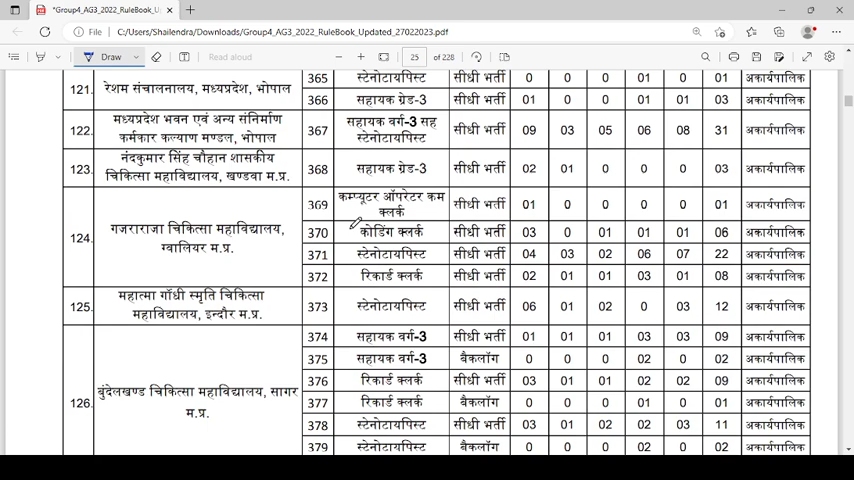 *Group4_AG3_2022_RuleBook_U
File C:/Users/Shailendra/Downloads/Group4_AG3_2022_RuleBook_Updated_27022023.pdf
Draw Read aloud 25 of 228
121. रेशम संचालनालय, मध्यप्रदेश, भोपाल
365 स्टेनोटायपिस्ट सीधी भर्ती 0 0 0 01 0 01 अकार्यपालिक
366 सहायक ग्रेड-3 सीधी भर्ती 01 0 0 01 01 03 अकार्यपालिक
122. मध्यप्रदेश भवन एवं अन्य संनिर्माण
कर्मकार कल्याण मण्डल, भोपाल
367 सहायक वर्ग-3 सह
स्टेनोटायपिस्ट
सीधी भर्ती 09 03 05 06 08 31 अकार्यपालिक
123. नंदकुमार सिंह चौहान शासकीय
चिकित्सा महाविद्यालय, खण्डवा म.प्र.
368 सहायक ग्रेड-3 सीधी भर्ती 02 01 0 0 0 03 अकार्यपालिक
124. गजराराजा चिकित्सा महाविद्यालय,
ग्वालियर म.प्र.
369 कम्प्यूटर ऑपरेटर कम
क्लर्क
सीधी भर्ती 01 0 0 0 0 01 अकार्यपालिक
370 कोडिंग क्लर्क सीधी भर्ती 03 0 01 01 01 06 अकार्यपालिक
371 स्टेनोटायपिस्ट सीधी भर्ती 04 03 02 06 07 22 अकार्यपालिक
372 रिकार्ड क्लर्क सीधी भर्ती 02 01 01 03 01 08 अकार्यपालिक
125. महात्मा गॉधी स्मृति चिकित्सा
महाविद्यालय, इन्दौर म.प्र.
373 स्टेनोटायपिस्ट सीधी भर्ती 06 01 02 0 03 12 अकार्यपालिक
126. बुंदेलखण्ड चिकित्सा महाविद्यालय, सागर
म.प्र.
374 सहायक वर्ग-3 सीधी भर्ती 01 01 01 03 03 09 अकार्यपालिक
375 सहायक वर्ग-3 बैकलॉग 0 0 0 02 0 02 अकार्यपालिक
376 रिकार्ड क्लर्क सीधी भर्ती 03 01 01 02 02 09 अकार्यपालिक
377 रिकार्ड क्लर्क बैकलॉग 0 0 0 01 0 01 अकार्यपालिक
378 स्टेनोटायपिस्ट सीधी भर्ती 03 01 02 02 03 11 अकार्यपालिक
379 स्टेनोटायपिस्ट बैकलॉग 0 0 0 02 0 02 अकार्यपालिक